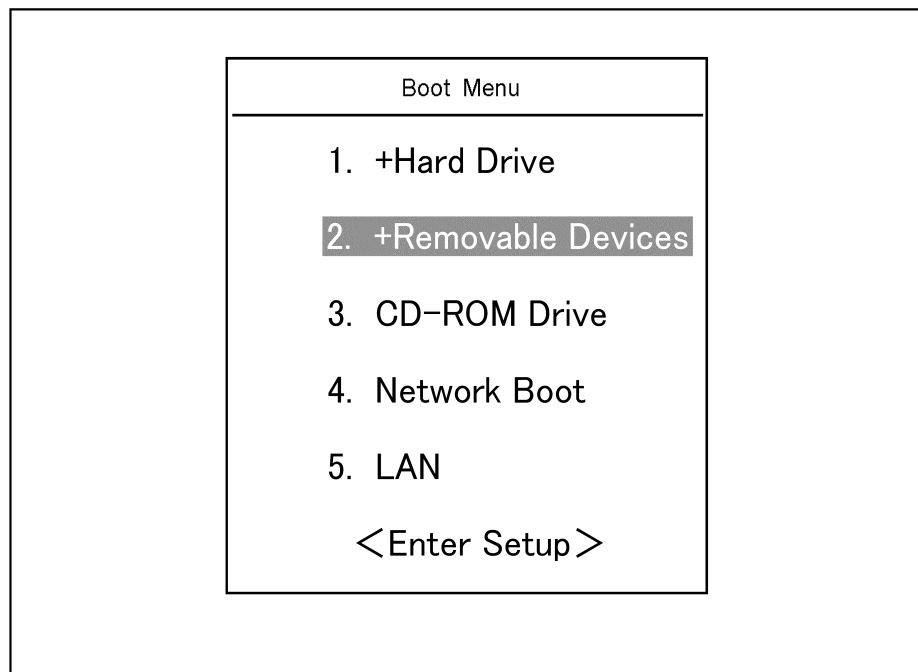 Boot Menu
1. +Hard Drive
2. +Removable Devices
3. CD-ROM Drive
4. Network Boot
5. LAN
<Enter Setup>